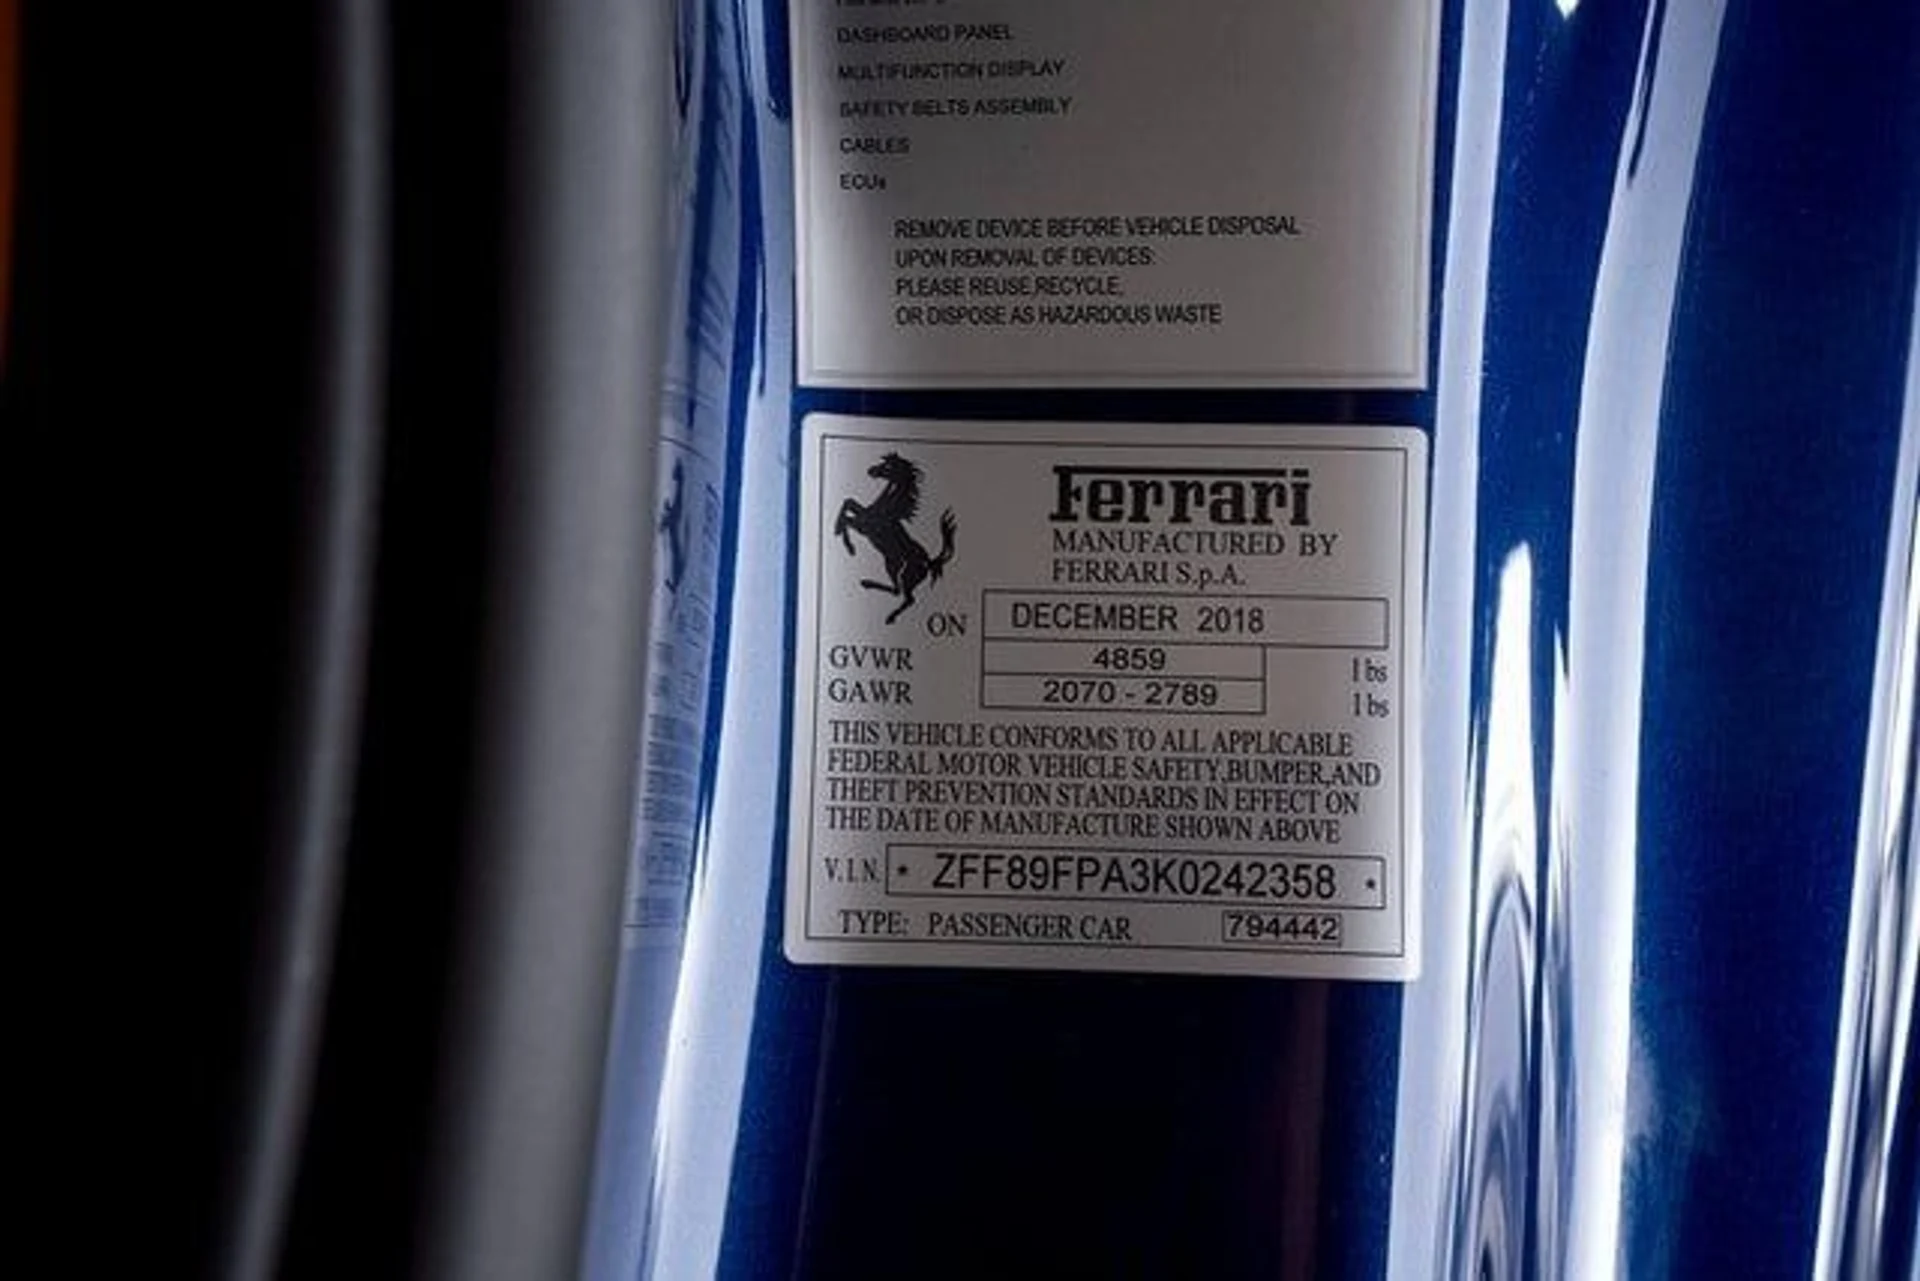 DASHBOARD PANEL
MULTIFUNCTION DISPLAY
SAFETY BELTS ASSEMBLY
CABLES
ECUs
REMOVE DEVICE BEFORE VEHICLE DISPOSAL
UPON REMOVAL OF DEVICES:
PLEASE REUSE,RECYCLE,
OR DISPOSE AS HAZARDOUS WASTE
Ferrari
MANUFACTURED BY
FERRARI S.p.A.
ON DECEMBER 2018
GVWR 4859 lbs
GAWR 2070 - 2789 lbs
THIS VEHICLE CONFORMS TO ALL APPLICABLE
FEDERAL MOTOR VEHICLE SAFETY,BUMPER,AND
THEFT PREVENTION STANDARDS IN EFFECT ON
THE DATE OF MANUFACTURE SHOWN ABOVE
V.I.N. * ZFF89FPA3K0242358 *
TYPE: PASSENGER CAR 794442